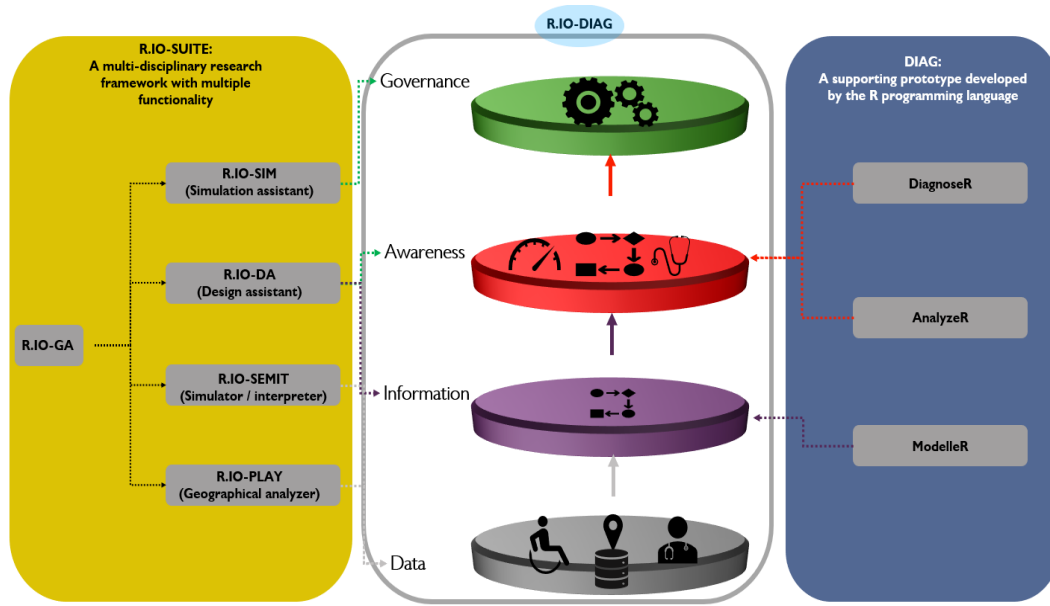 R.IO-DIAG
R.IO-SUITE:
A multi-disciplinary research
framework with multiple
functionality
R.IO-GA
R.IO-SIM
(Simulation assistant)
R.IO-DA
(Design assistant)
R.IO-SEMIT
(Simulator / interpreter)
R.IO-PLAY
(Geographical analyzer)
Governance
Awareness
Information
Data
DIAG:
A supporting prototype developed
by the R programming language
DiagnoseR
AnalyzeR
ModelleR